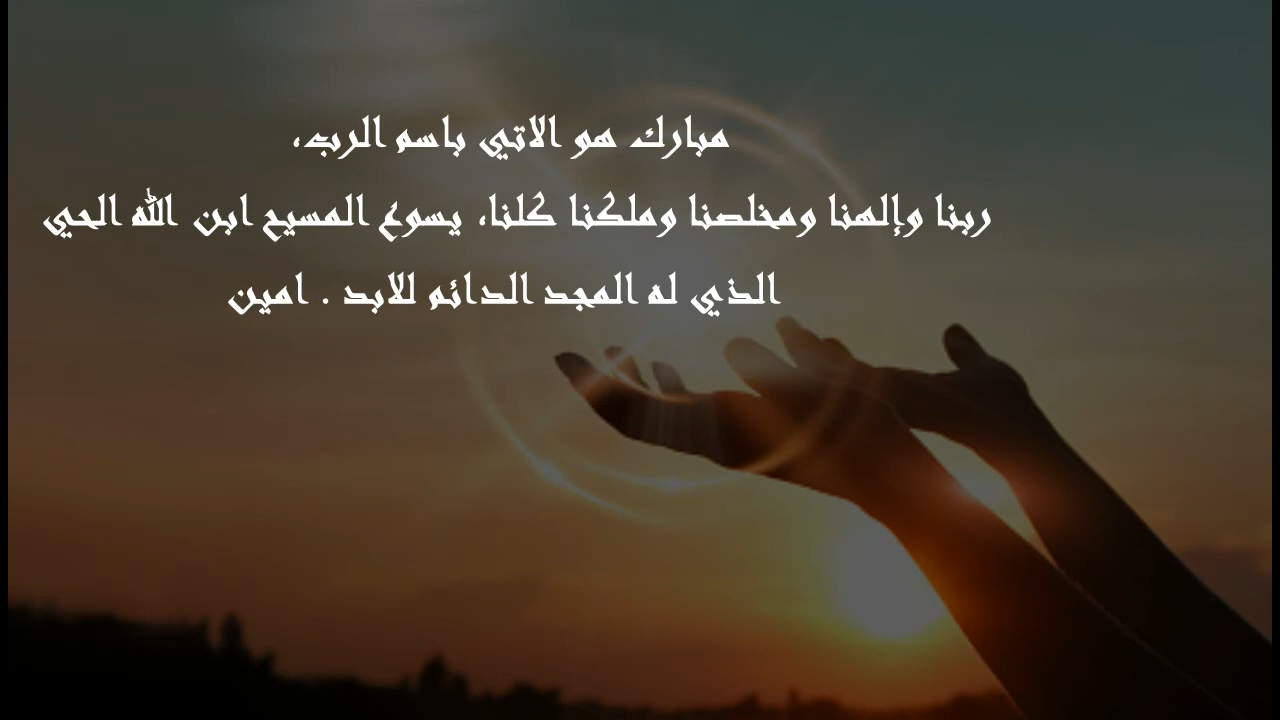 مبارك هو الاتي باسم الرب،
ربنا وإلهنا ومخلصنا وملكنا كلنا، يسوع المسيح ابن الله الحي
الذي له المجد الدائم للابد . امين